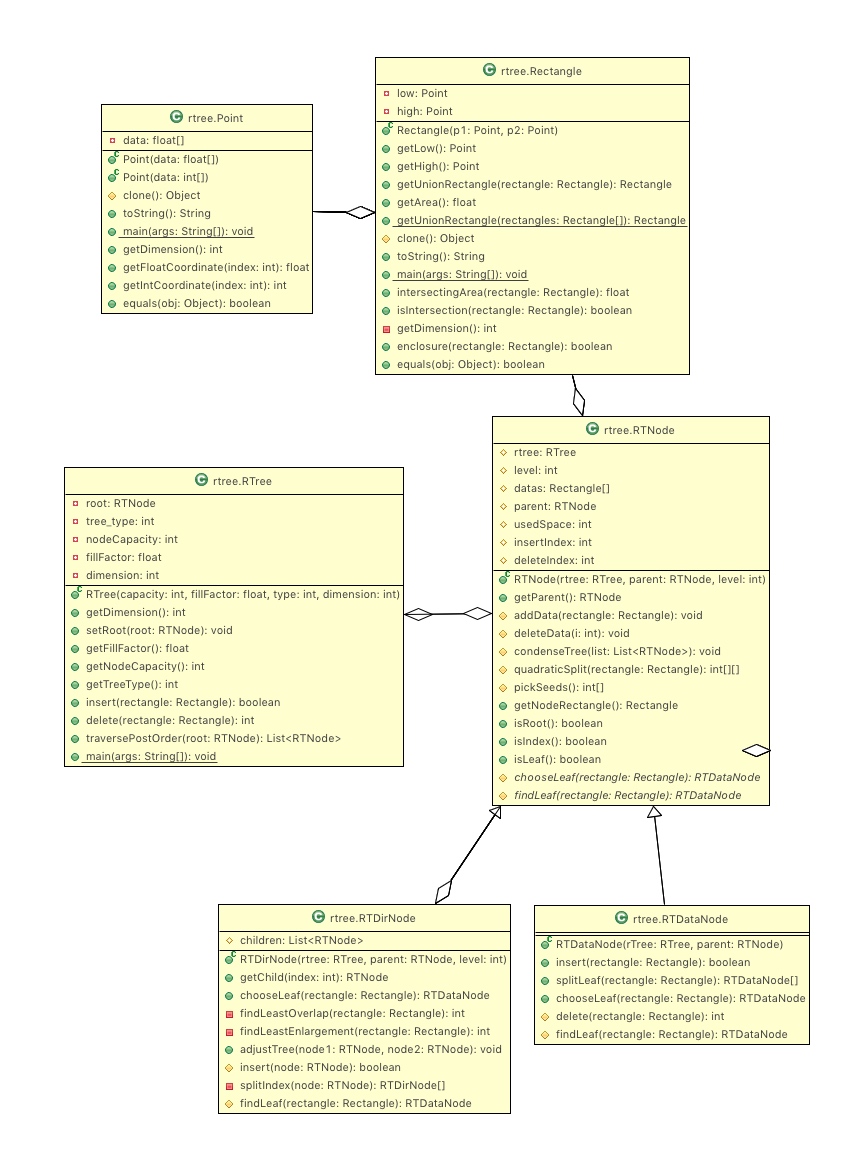 C rtree.Rectangle
low: Point
high: Point
C Rectangle(p1: Point, p2: Point)
getLow(): Point
getHigh(): Point
getUnionRectangle(rectangle: Rectangle): Rectangle
getArea(): float
getUnionRectangle(rectangles: Rectangle[]): Rectangle
clone(): Object
toString(): String
main(args: String[]): void
intersectingArea(rectangle: Rectangle): float
isIntersection(rectangle: Rectangle): boolean
getDimension(): int
enclosure(rectangle: Rectangle): boolean
equals(obj: Object): boolean
C rtree.Point
data: float[]
C Point(data: float[])
C Point(data: int[])
clone(): Object
toString(): String
main(args: String[]): void
getDimension(): int
getFloatCoordinate(index: int): float
getIntCoordinate(index: int): int
equals(obj: Object): boolean
C rtree.RTNode
rtree: RTree
level: int
datas: Rectangle[]
parent: RTNode
usedSpace: int
insertIndex: int
deleteIndex: int
C RTNode(rtree: RTree, parent: RTNode, level: int)
getParent(): RTNode
addData(rectangle: Rectangle): void
deleteData(i: int): void
condenseTree(list: List<RTNode>): void
quadraticSplit(rectangle: Rectangle): int[][]
pickSeeds(): int[]
getNodeRectangle(): Rectangle
isRoot(): boolean
isIndex(): boolean
isLeaf(): boolean
chooseLeaf(rectangle: Rectangle): RTDataNode
findLeaf(rectangle: Rectangle): RTDataNode
C rtree.RTree
root: RTNode
tree_type: int
nodeCapacity: int
fillFactor: float
dimension: int
C RTree(capacity: int, fillFactor: float, type: int, dimension: int)
getDimension(): int
setRoot(root: RTNode): void
getFillFactor(): float
getNodeCapacity(): int
getTreeType(): int
insert(rectangle: Rectangle): boolean
delete(rectangle: Rectangle): int
traversePostOrder(root: RTNode): List<RTNode>
main(args: String[]): void
C rtree.RTDirNode
children: List<RTNode>
C RTDirNode(rtree: RTree, parent: RTNode, level: int)
getChild(index: int): RTNode
chooseLeaf(rectangle: Rectangle): RTDataNode
findLeastOverlap(rectangle: Rectangle): int
findLeastEnlargement(rectangle: Rectangle): int
adjustTree(node1: RTNode, node2: RTNode): void
insert(node: RTNode): boolean
splitIndex(node: RTNode): RTDirNode[]
findLeaf(rectangle: Rectangle): RTDataNode
C rtree.RTDataNode
C RTDataNode(rTree: RTree, parent: RTNode)
insert(rectangle: Rectangle): boolean
splitLeaf(rectangle: Rectangle): RTDataNode[]
chooseLeaf(rectangle: Rectangle): RTDataNode
delete(rectangle: Rectangle): int
findLeaf(rectangle: Rectangle): RTDataNode